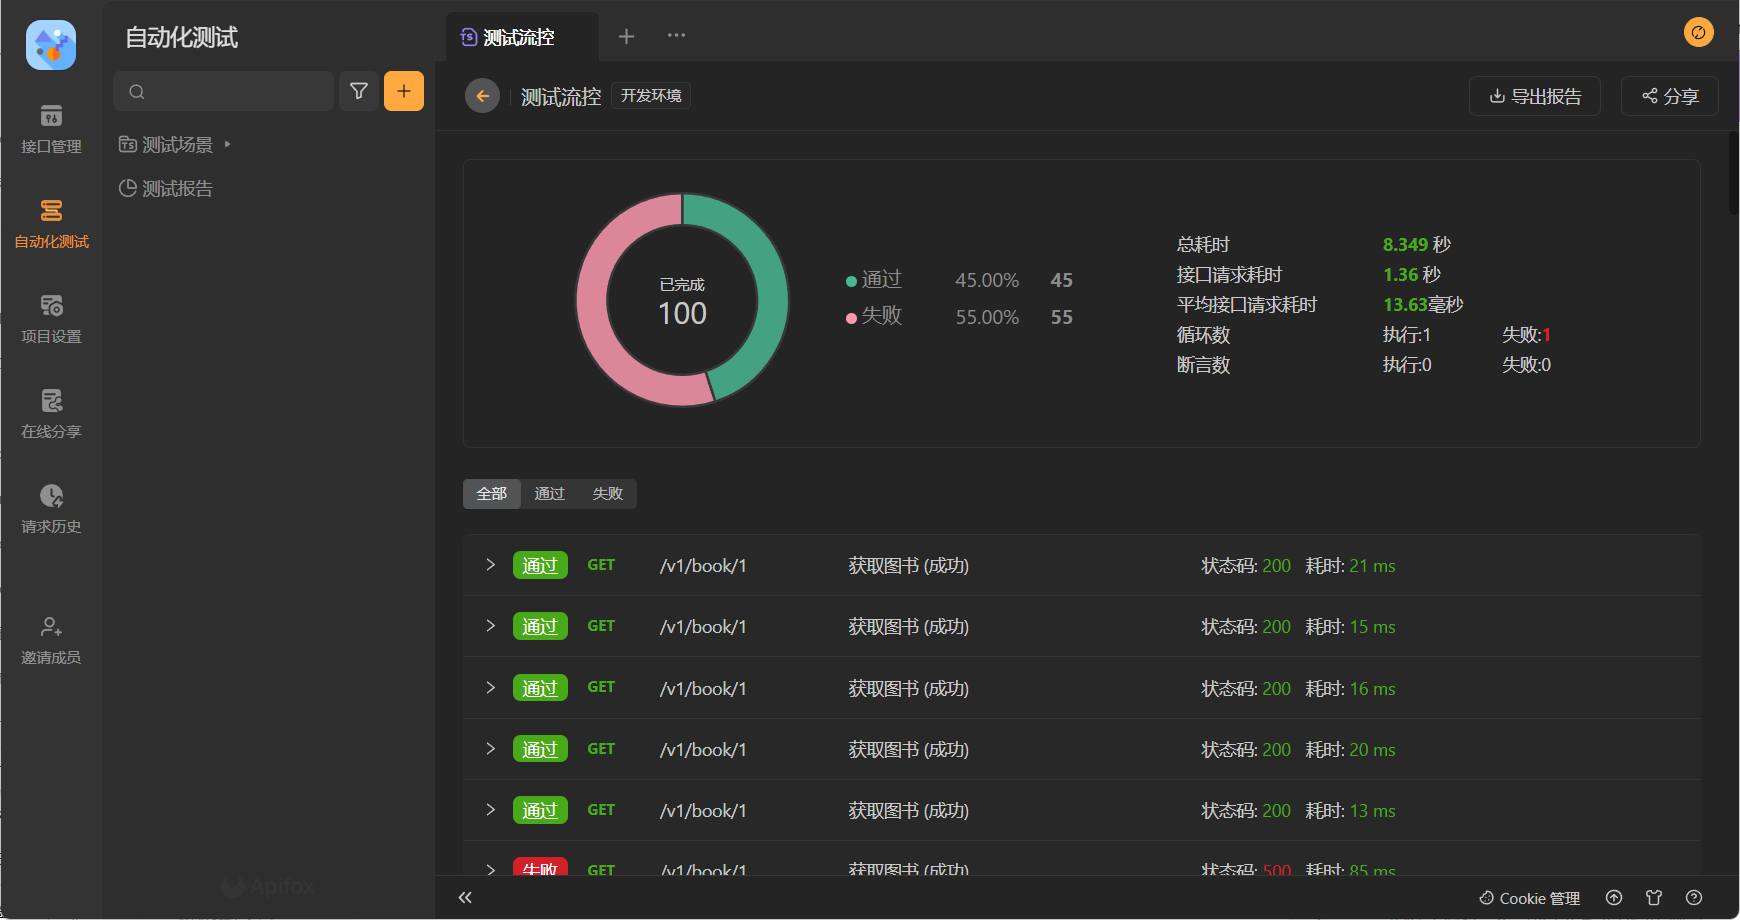 自动化测试
测试流控
接口管理
自动化测试
项目设置
在线分享
请求历史
邀请成员
测试场景
测试报告
Apifox
测试流控 开发环境
导出报告
分享
已完成
100
通过 45.00% 45
失败 55.00% 55
总耗时 8.349 秒
接口请求耗时 1.36 秒
平均接口请求耗时 13.63毫秒
循环数 执行:1 失败:1
断言数 执行:0 失败:0
全部 通过 失败
通过 GET /v1/book/1 获取图书 (成功) 状态码: 200 耗时: 21 ms
通过 GET /v1/book/1 获取图书 (成功) 状态码: 200 耗时: 15 ms
通过 GET /v1/book/1 获取图书 (成功) 状态码: 200 耗时: 16 ms
通过 GET /v1/book/1 获取图书 (成功) 状态码: 200 耗时: 20 ms
通过 GET /v1/book/1 获取图书 (成功) 状态码: 200 耗时: 13 ms
失败 GET /v1/book/1 获取图书 (成功) 状态码: 500 耗时: 85 ms
Cookie 管理